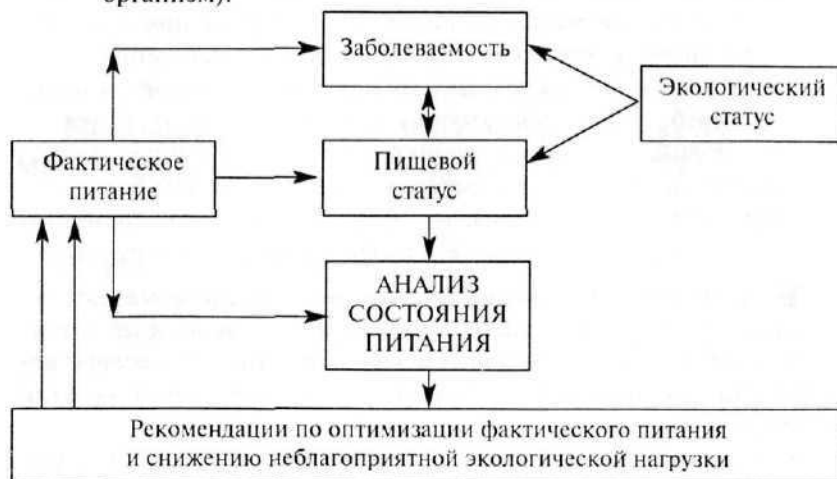 организм).
Заболеваемость
Экологический
статус
Фактическое
питание
Пищевой
статус
АНАЛИЗ
СОСТОЯНИЯ
ПИТАНИЯ
Рекомендации по оптимизации фактического питания
и снижению неблагоприятной экологической нагрузки